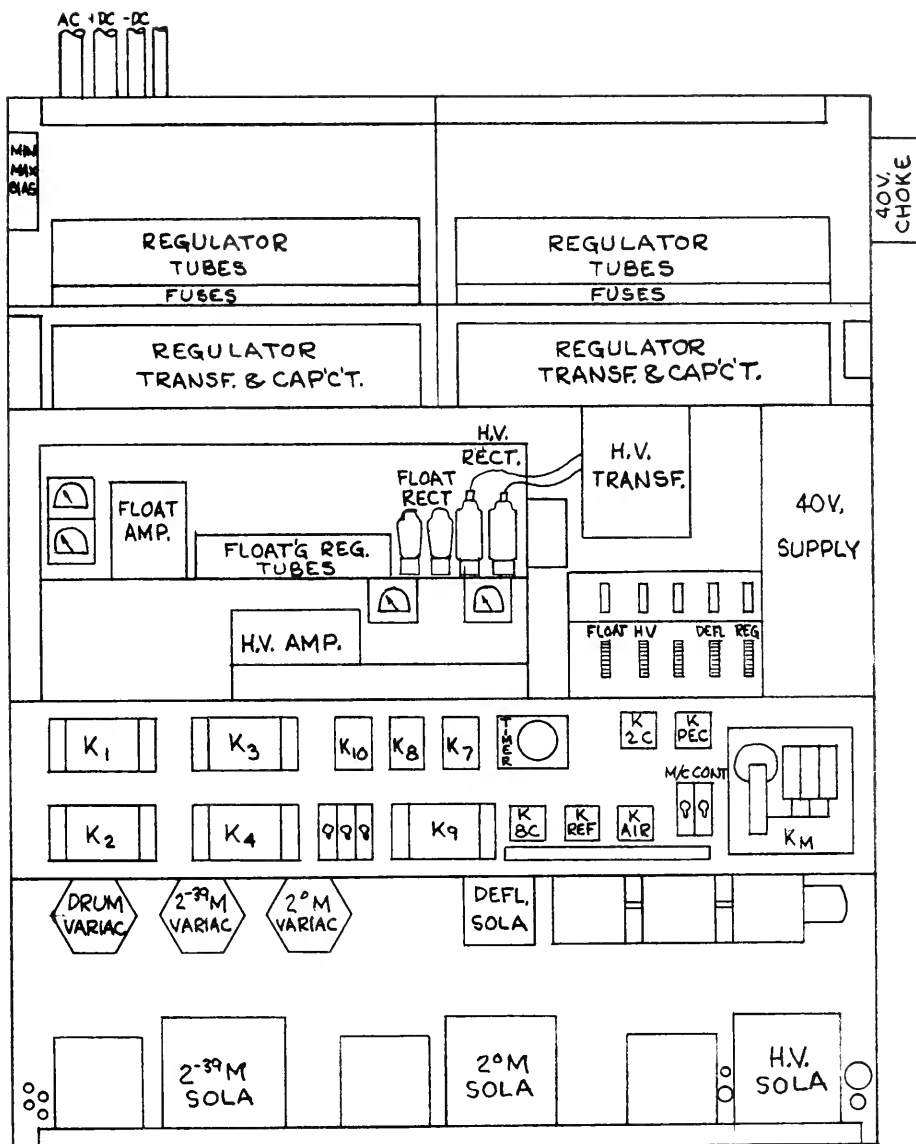 AC +DC -DC
MIN
MAX
BIAS
40V.
CHOKE
REGULATOR
TUBES
FUSES
REGULATOR
TUBES
FUSES
REGULATOR
TRANSF. & CAP'C'T.
REGULATOR
TRANSF. & CAP'C'T.
FLOAT
AMP.
FLOAT'G REG.
TUBES
FLOAT
RECT
H.V.
RECT.
H.V.
TRANSF.
40V.
SUPPLY
H.V. AMP.
FLOAT HV DEFL REG
K1
K3
K10
K8
K7
TIMER
K
2C
K
PEC
M/C CONT
K2
K4
K9
K
8C
K
REF
K
AIR
KM
DRUM
VARIAC
2⁻³⁹M
VARIAC
2⁰M
VARIAC
DEFL.
SOLA
2⁻³⁹M
SOLA
2⁰M
SOLA
H.V.
SOLA